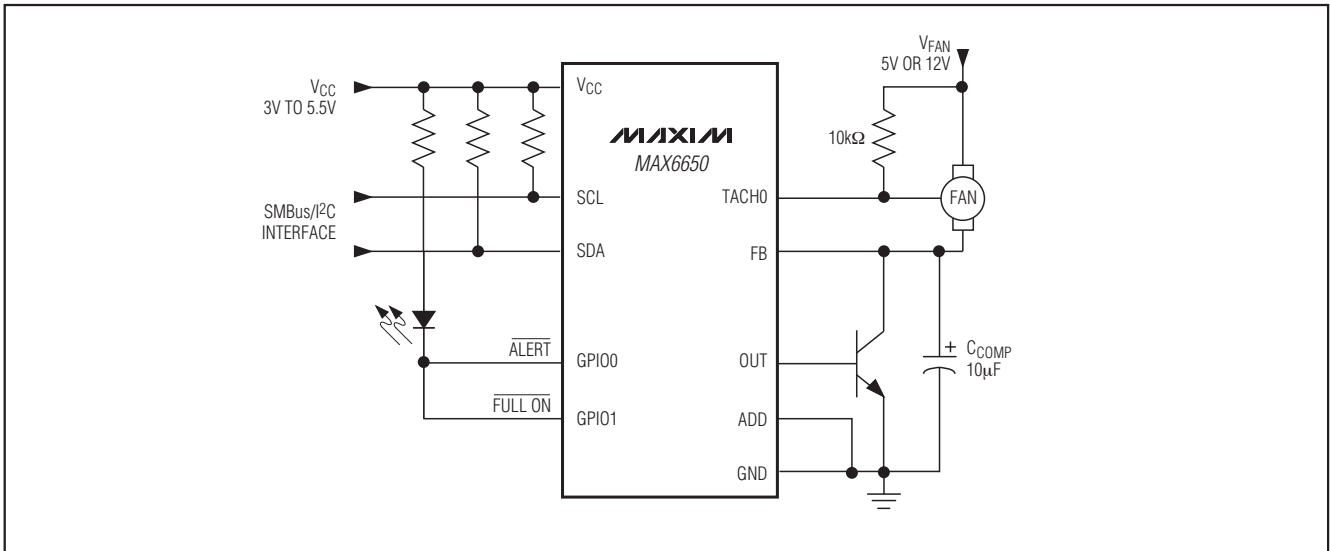 VCC
3V TO 5.5V
SMBus/I2C
INTERFACE
ALERT
FULL ON
VCC
MAXIM
MAX6650
SCL
SDA
GPIO0
GPIO1
TACH0
FB
OUT
ADD
GND
VFAN
5V OR 12V
10kΩ
FAN
+
CCOMP
10µF